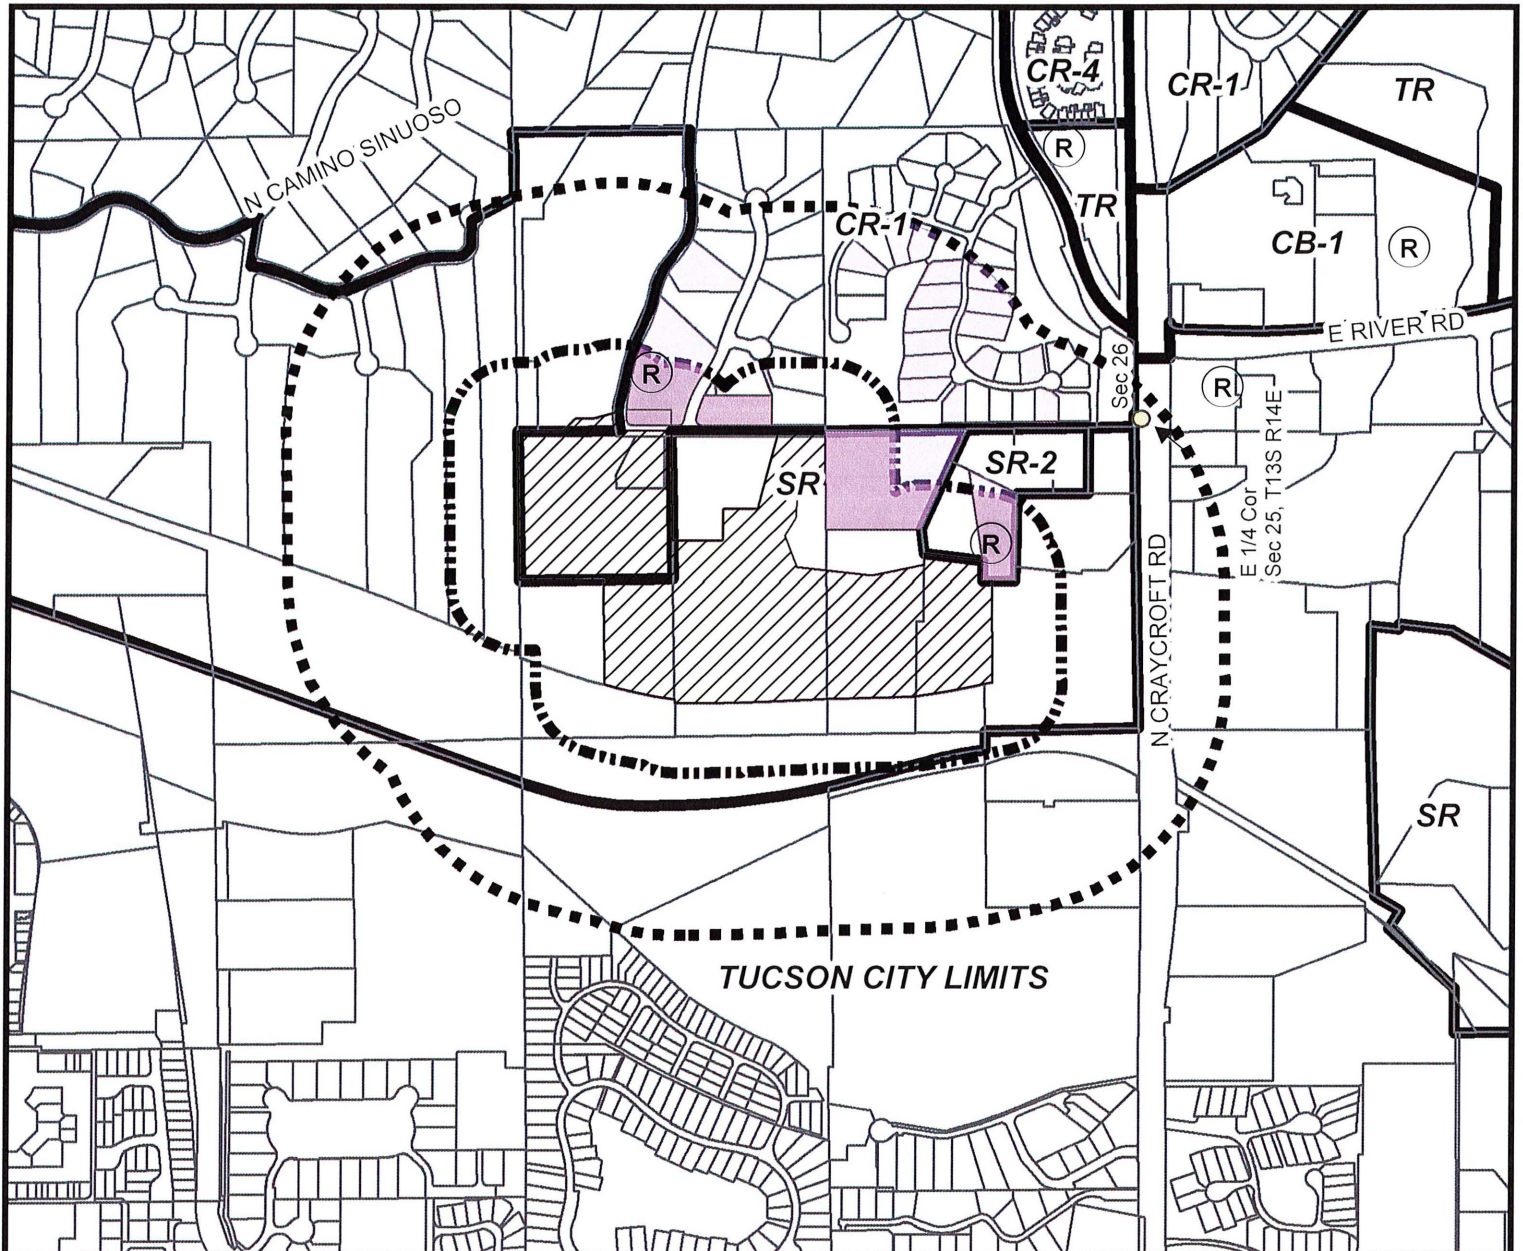 CR-4
CR-1
TR
R
N CAMINO SINUOSO
TR
CR-1
CB-1
R
E RIVER RD
Sec 26
R
R
E 1/4 Cor
Sec 25, T13S R14E
SR-2
SR
R
N CRAYCROFT RD
SR
TUCSON CITY LIMITS